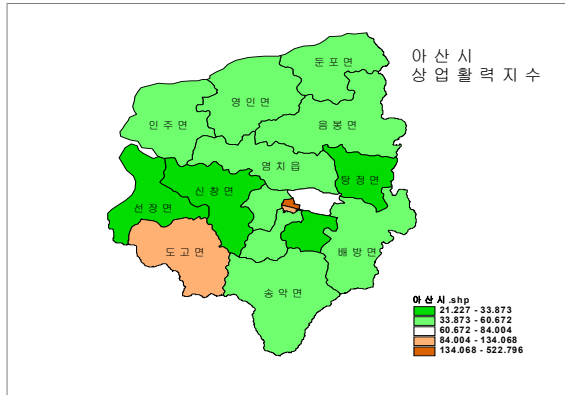 아산시
상업활력지수
둔포면
영인면
인주면
음봉면
염치읍
탕정면
신창면
선장면
도고면
배방면
송악면
아산시.shp
21.227 - 33.873
33.873 - 60.672
60.672 - 84.004
84.004 - 134.068
134.068 - 522.796